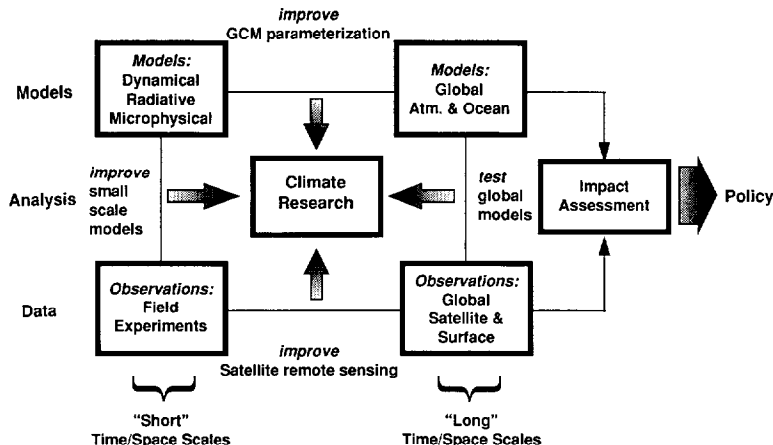 improve
GCM parameterization
Models
Models:
Dynamical
Radiative
Microphysical
Models:
Global
Atm. & Ocean
Analysis
improve
small
scale
models
Climate
Research
test
global
models
Impact
Assessment
Policy
Data
Observations:
Field
Experiments
Observations:
Global
Satellite &
Surface
improve
Satellite remote sensing
“Short”
Time/Space Scales
“Long”
Time/Space Scales